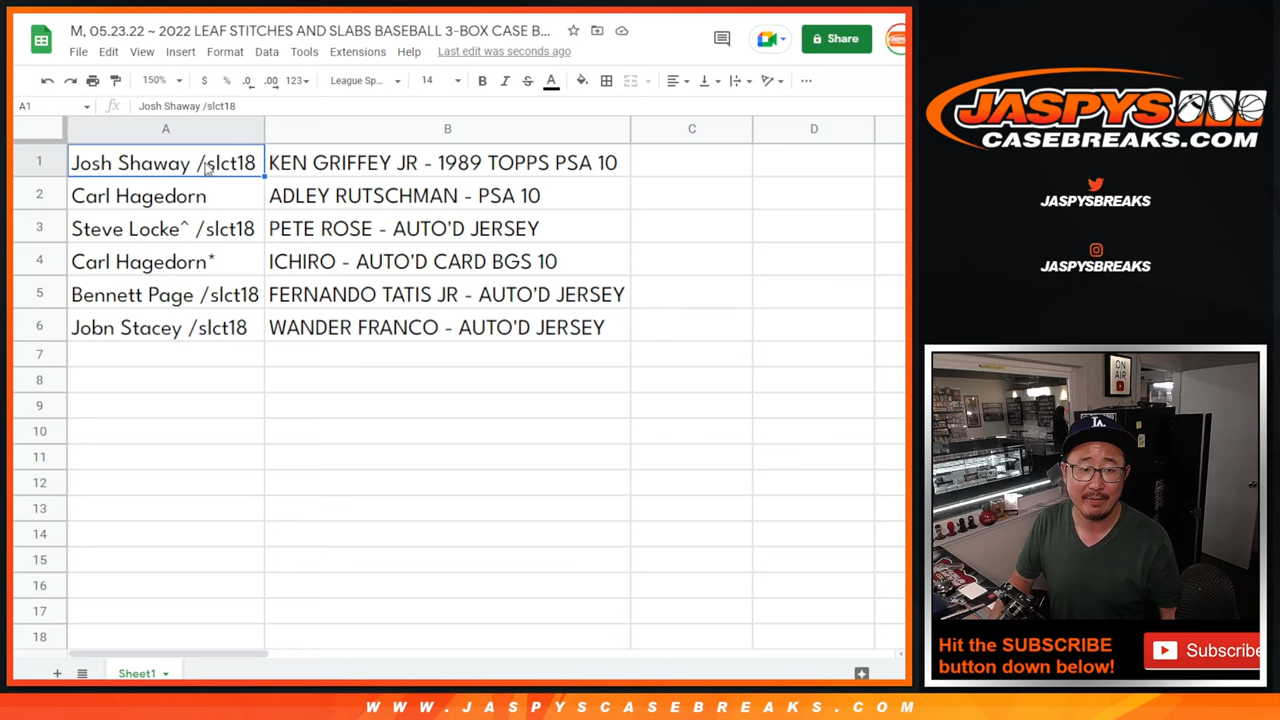 M, 05.23.22 ~ 2022 LEAF STITCHES AND SLABS BASEBALL 3-BOX CASE B...
File Edit View Insert Format Data Tools Extensions Help Last edit was seconds ago
Share
150% $ % .0 .00 123 League Sp... 14 B I S A
A1 fx Josh Shaway /slct18
A B C D
1 Josh Shaway /slct18 KEN GRIFFEY JR - 1989 TOPPS PSA 10
2 Carl Hagedorn ADLEY RUTSCHMAN - PSA 10
3 Steve Locke^ /slct18 PETE ROSE - AUTO'D JERSEY
4 Carl Hagedorn* ICHIRO - AUTO'D CARD BGS 10
5 Bennett Page /slct18 FERNANDO TATIS JR - AUTO'D JERSEY
6 Jobn Stacey /slct18 WANDER FRANCO - AUTO'D JERSEY
7
8
9
10
11
12
13
14
15
16
17
18
Sheet1
JASPYS
CASEBREAKS.COM
JASPYSBREAKS
JASPYSBREAKS
ON
AIR
LA
Hit the SUBSCRIBE
button down below!
Subscribe
WWW.JASPYSCASEBREAKS.COM